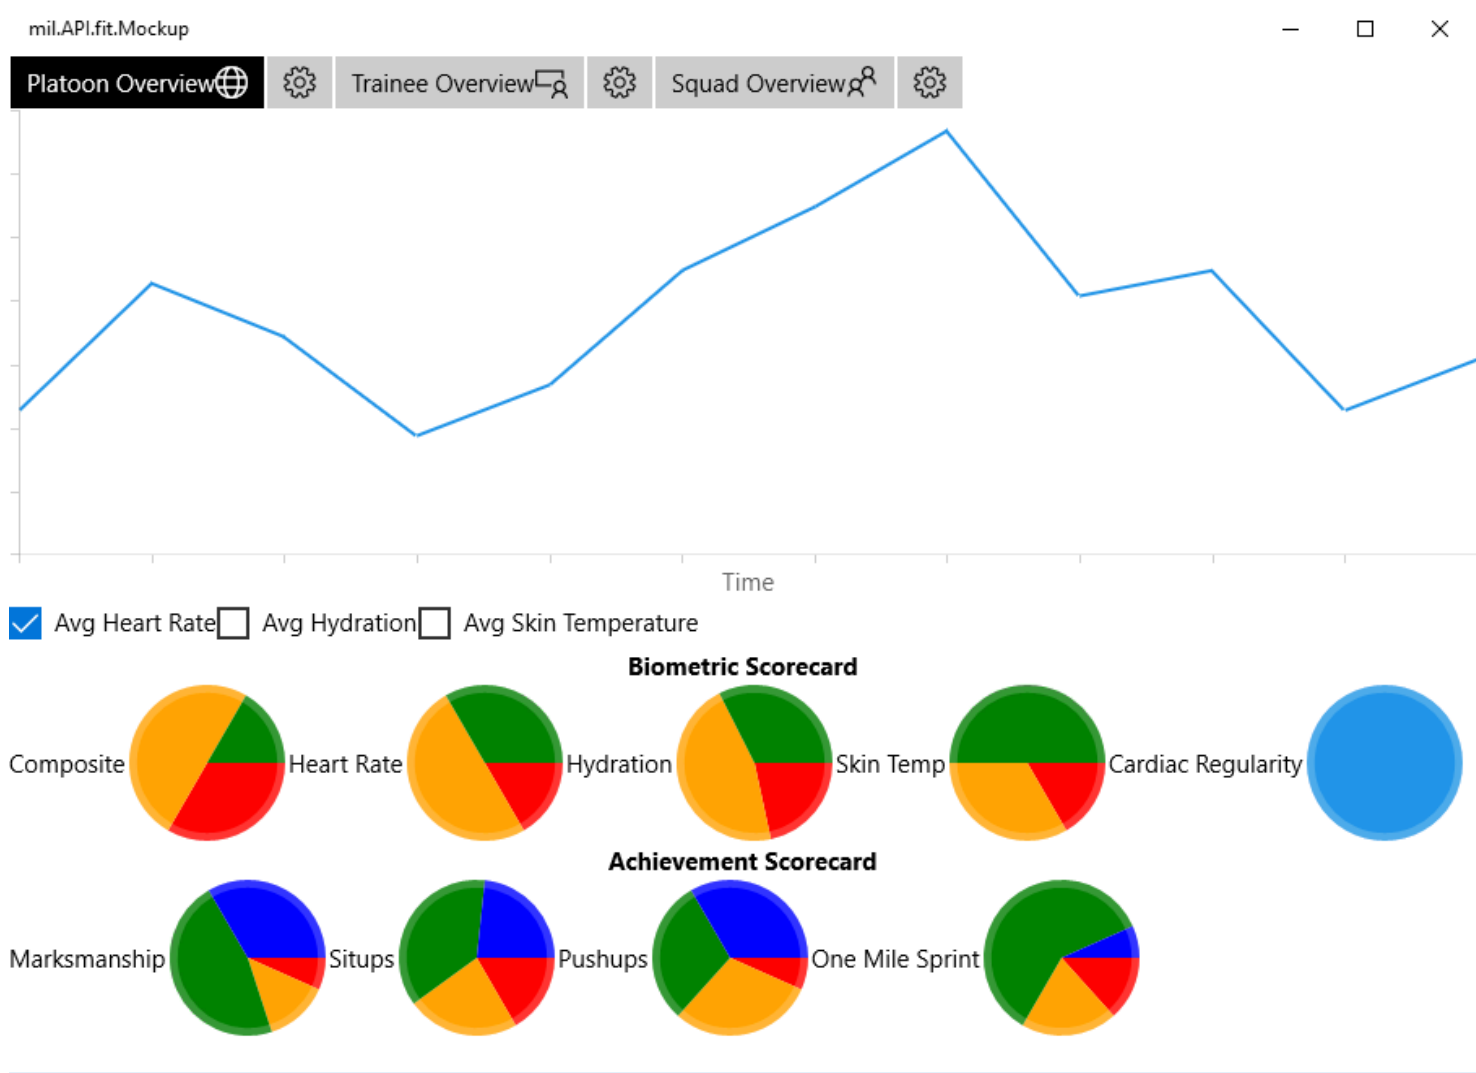 mil.API.fit.Mockup
Platoon Overview Trainee Overview Squad Overview
Time
Avg Heart Rate Avg Hydration Avg Skin Temperature
Biometric Scorecard
Composite Heart Rate Hydration Skin Temp Cardiac Regularity
Achievement Scorecard
Marksmanship Situps Pushups One Mile Sprint